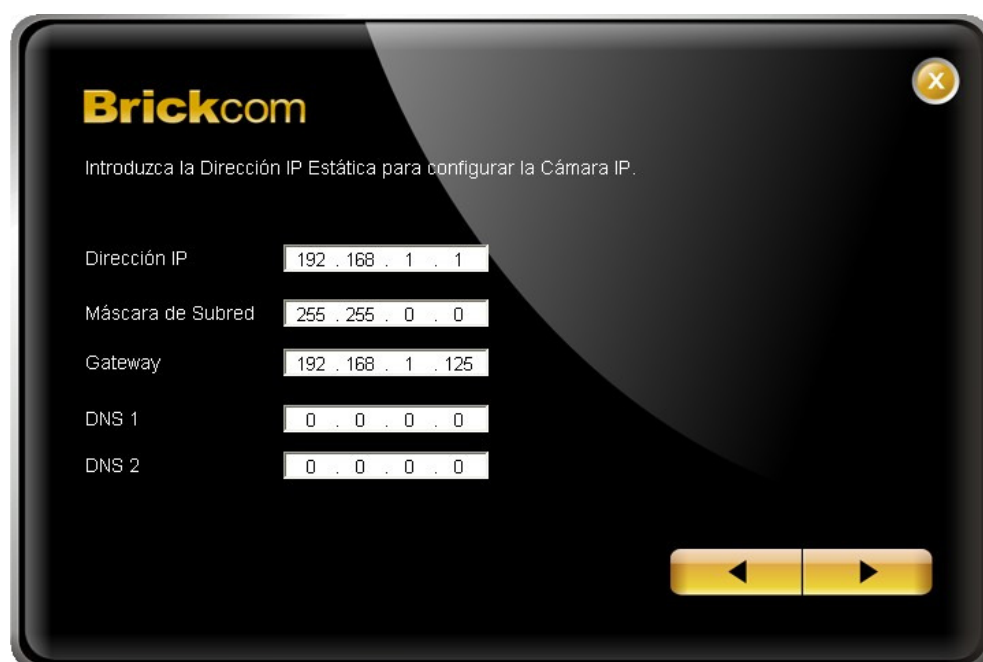 Brickcom
X
Introduzca la Dirección IP Estática para configurar la Cámara IP.
Dirección IP 192 . 168 . 1 . 1
Máscara de Subred 255 . 255 . 0 . 0
Gateway 192 . 168 . 1 . 125
DNS 1 0 . 0 . 0 . 0
DNS 2 0 . 0 . 0 . 0